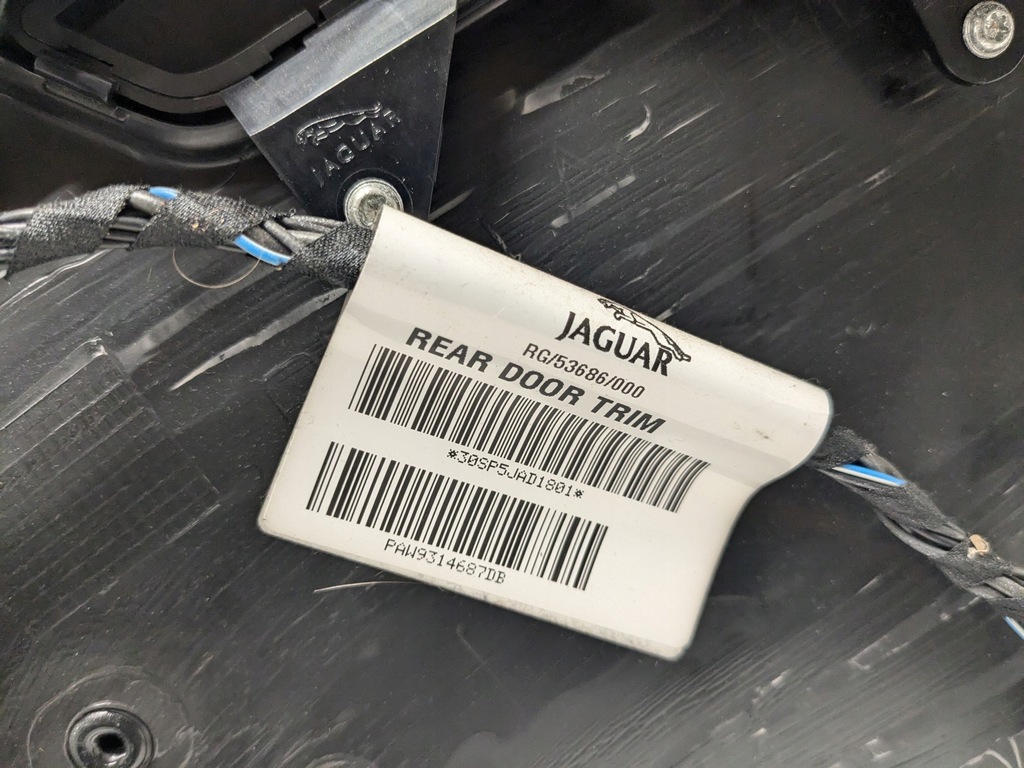 JAGUAR
JAGUAR
RG/53686/000
REAR DOOR TRIM
*30SP5JAD1801*
PAW9314687DB